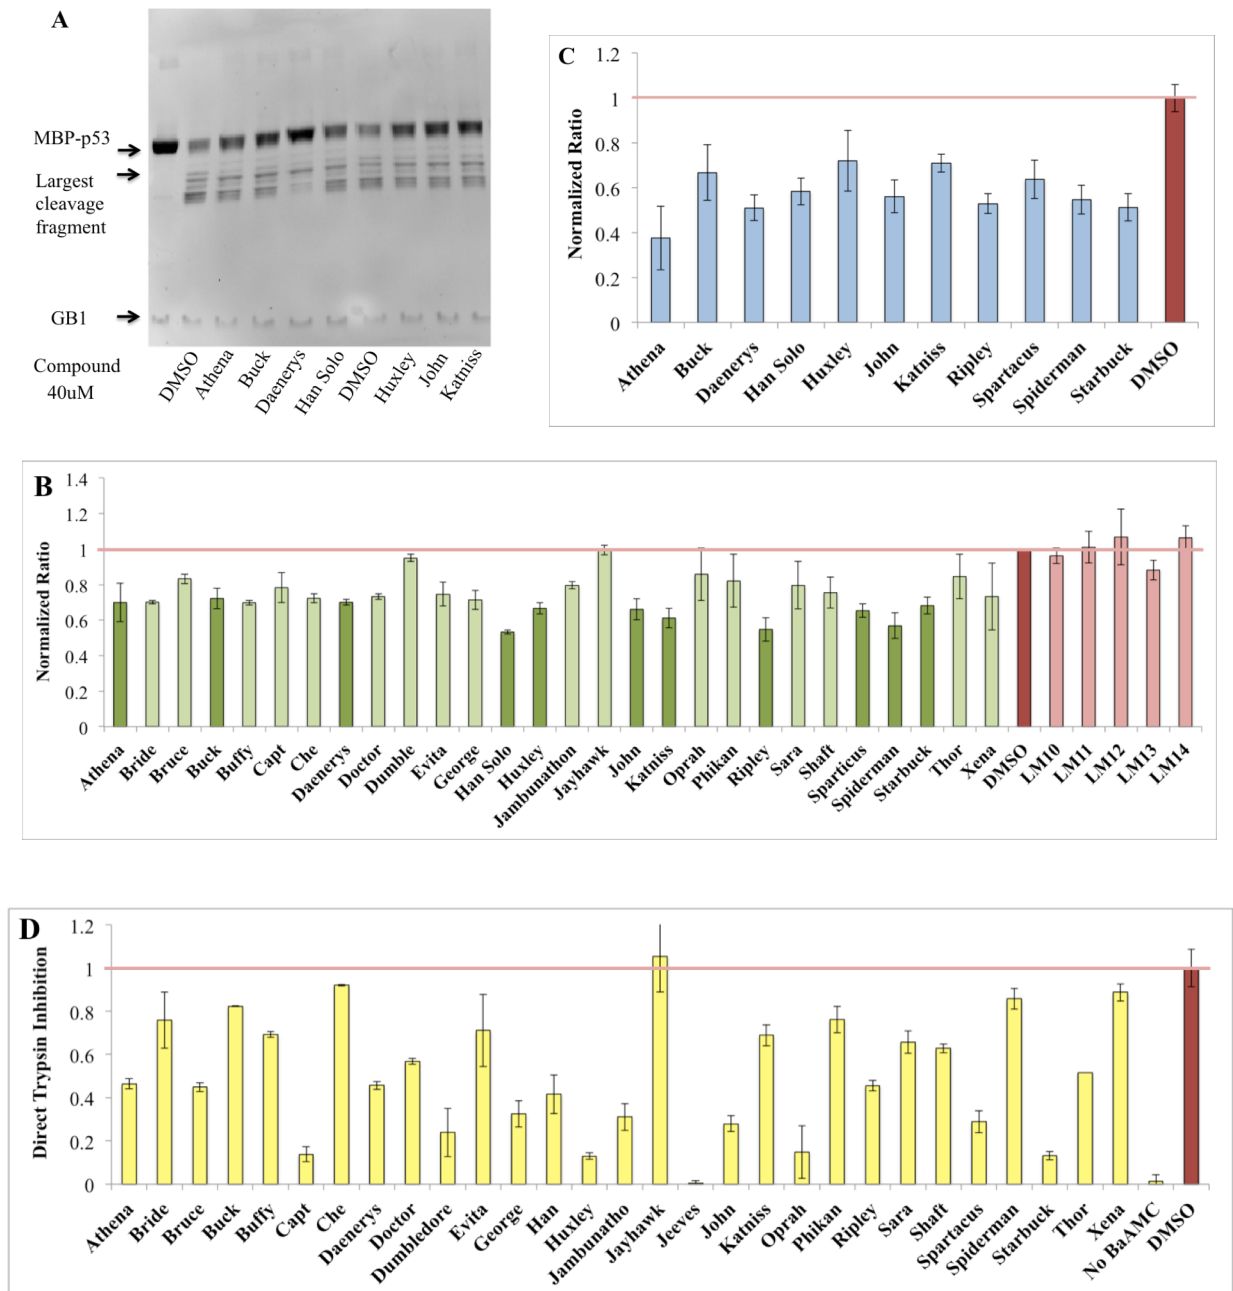 A
MBP-p53
Largest
cleavage
fragment
GB1
Compound
40uM
DMSO
Athena
Buck
Daenerys
Han Solo
DMSO
Huxley
John
Katniss
C
Normalized Ratio
1.2
1
0.8
0.6
0.4
0.2
0
Athena
Buck
Daenerys
Han Solo
Huxley
John
Katniss
Ripley
Spartacus
Spiderman
Starbuck
DMSO
B
Normalized Ratio
1.4
1.2
1
0.8
0.6
0.4
0.2
0
Athena
Bride
Bruce
Buck
Buffy
Capt
Che
Daenerys
Doctor
Dumble
Evita
George
Han Solo
Huxley
Jambunathon
Jayhawk
John
Katniss
Oprah
Phikan
Ripley
Sara
Shaft
Sparticus
Spiderman
Starbuck
Thor
Xena
DMSO
LM10
LM11
LM12
LM13
LM14
D
Direct Trypsin Inhibition
1.2
1
0.8
0.6
0.4
0.2
0
Athena
Bride
Bruce
Buck
Buffy
Capt
Che
Daenerys
Doctor
Dumbledore
Evita
George
Han
Huxley
Jambunatho
Jayhawk
Jeeves
John
Katniss
Oprah
Phikan
Ripley
Sara
Shaft
Spartacus
Spiderman
Starbuck
Thor
Xena
No BaAMC
DMSO